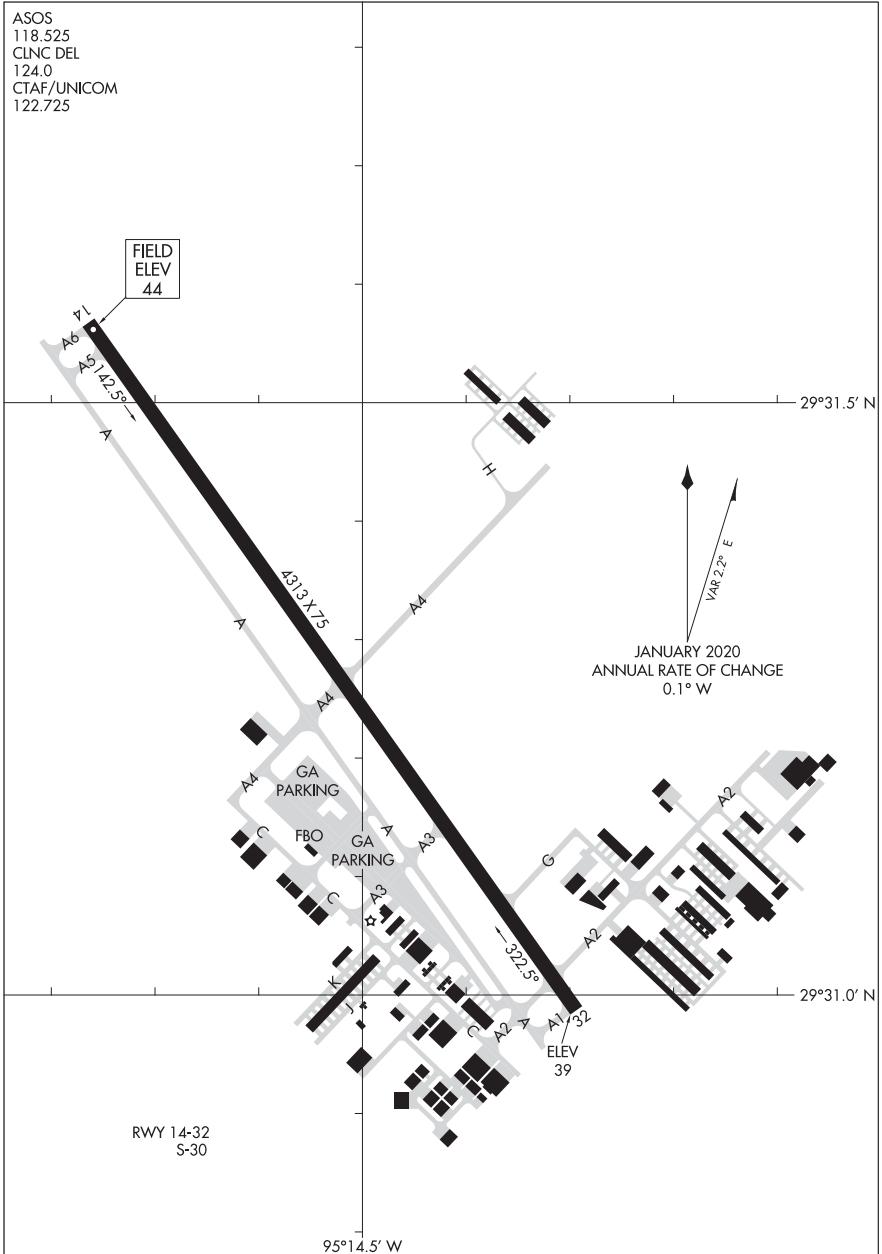 ASOS
118.525
CLNC DEL
124.0
CTAF/UNICOM
122.725
FIELD
ELEV
44
14
A6
A5
142.5°
A
29°31.5' N
H
VAR 2.2° E
4313 X 75
A4
A
JANUARY 2020
ANNUAL RATE OF CHANGE
0.1° W
A4
GA
PARKING
A4
A2
C
FBO
GA
PARKING
A
A3
G
C
A3
A2
322.5°
K
J
29°31.0' N
C
A2
A
A1
32
ELEV
39
RWY 14-32
S-30
95°14.5' W